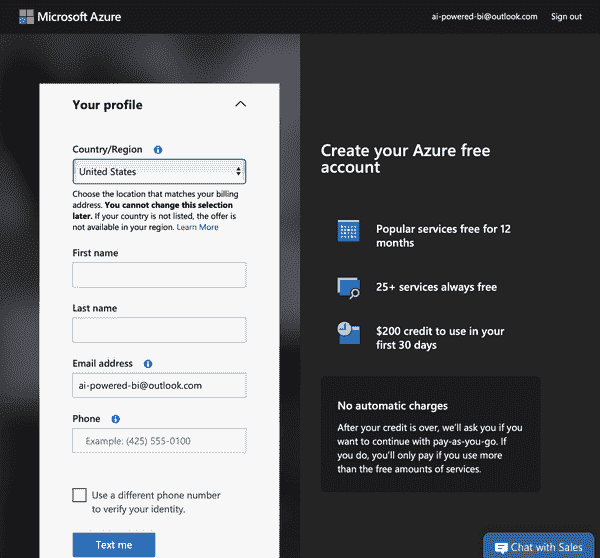 Microsoft Azure
ai-powered-bi@outlook.com Sign out
Your profile
Country/Region
United States
Choose the location that matches your billing
address. You cannot change this selection
later. If your country is not listed, the offer is
not available in your region. Learn More
First name
Last name
Email address
ai-powered-bi@outlook.com
Phone
Example: (425) 555-0100
Use a different phone number
to verify your identity.
Text me
Create your Azure free
account
Popular services free for 12
months
25+ services always free
$200 credit to use in your
first 30 days
No automatic charges
After your credit is over, we'll ask you if you
want to continue with pay-as-you-go. If
you do, you'll only pay if you use more
than the free amounts of services.
Chat with Sales